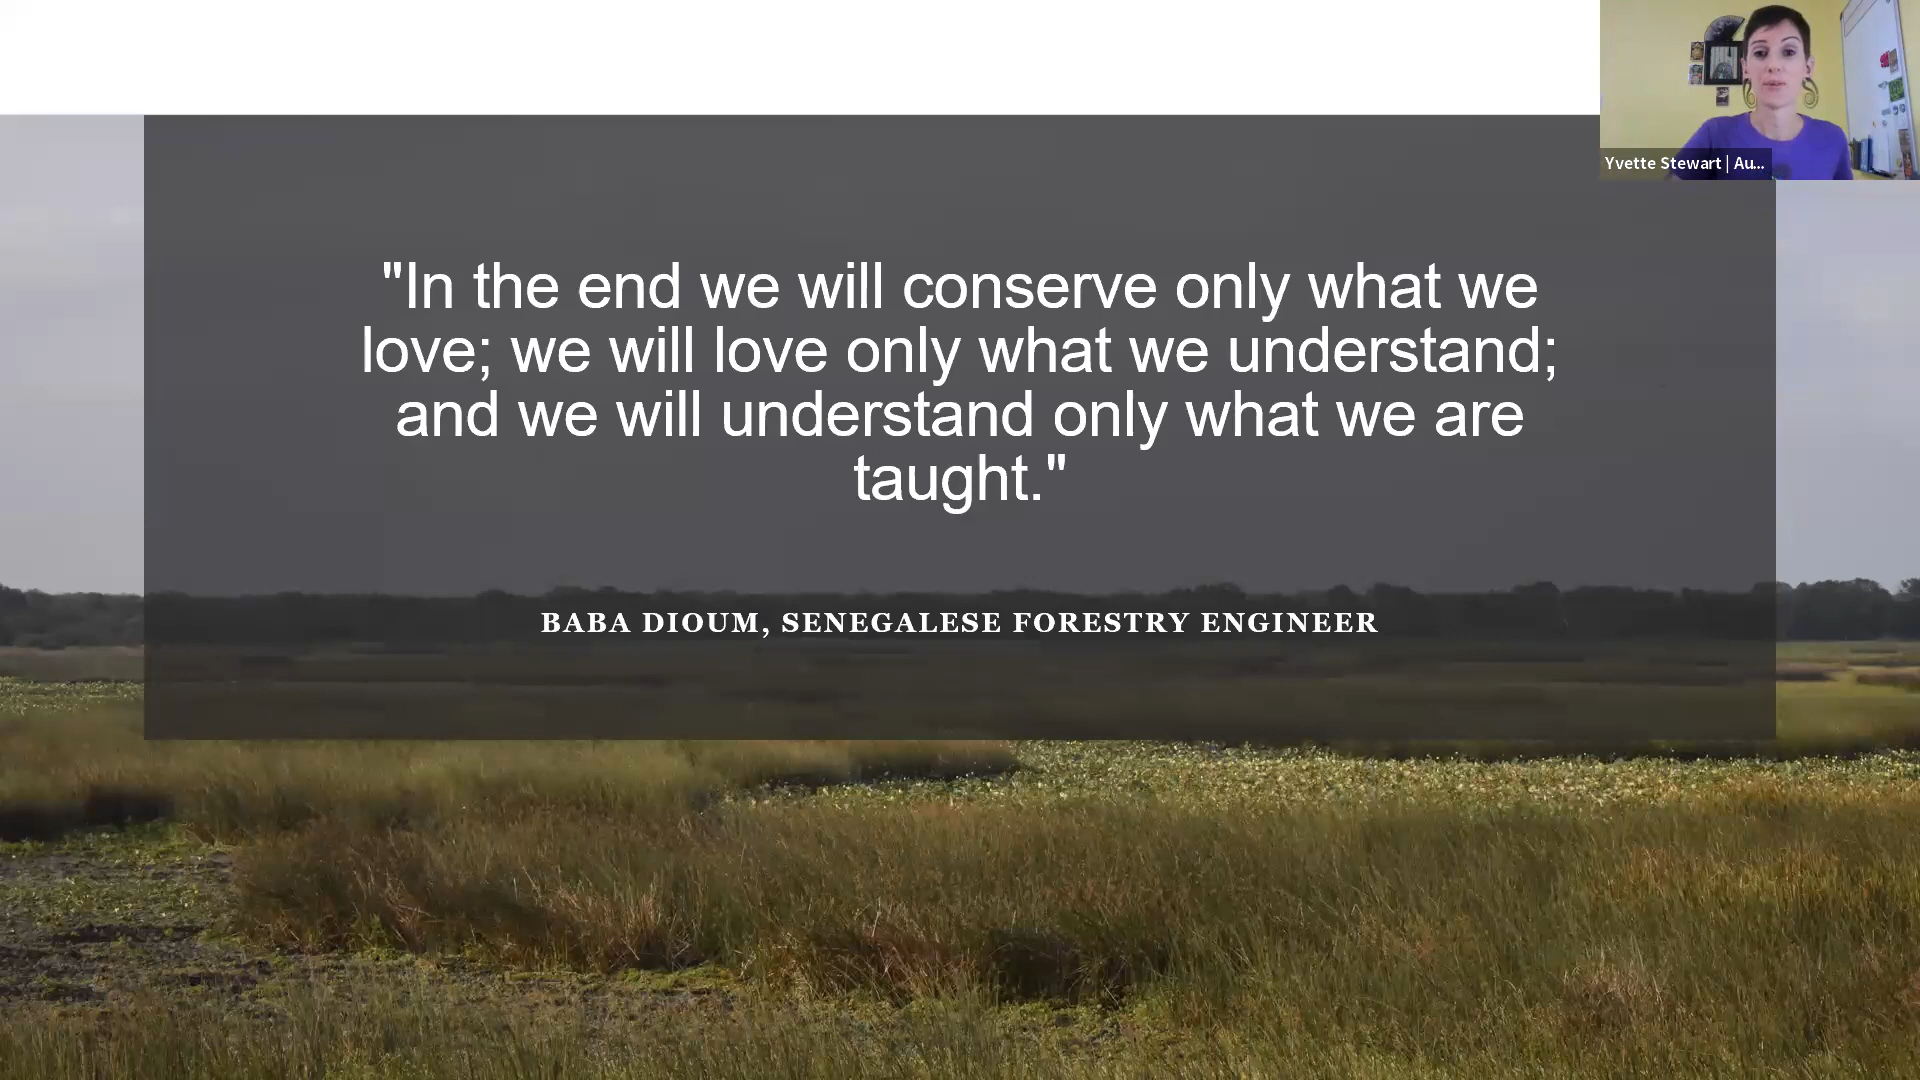 Yvette Stewart | Au...
"In the end we will conserve only what we
love; we will love only what we understand;
and we will understand only what we are
taught."
BABA DIOUM, SENEGALESE FORESTRY ENGINEER